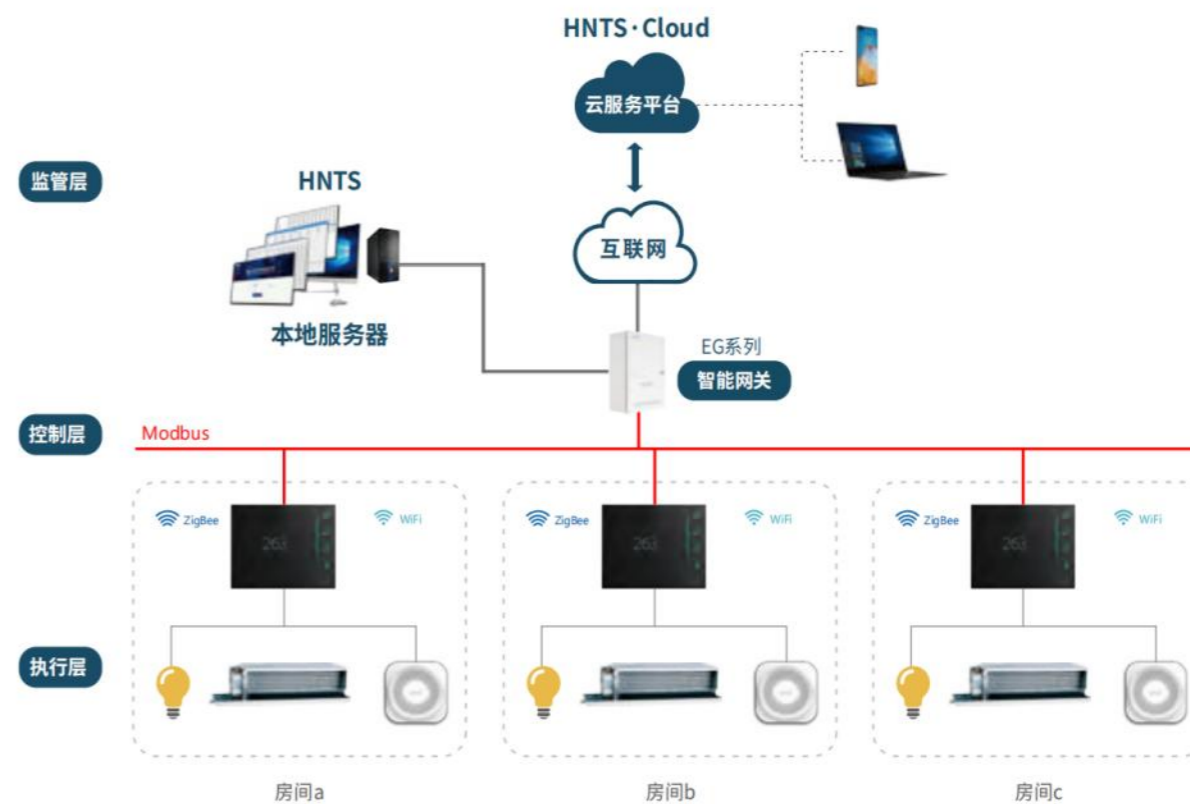 HNTS·Cloud
云服务平台
监管层
HNTS
互联网
本地服务器
EG系列
智能网关
控制层
Modbus
ZigBee
WiFi
ZigBee
WiFi
ZigBee
WiFi
执行层
房间a
房间b
房间c